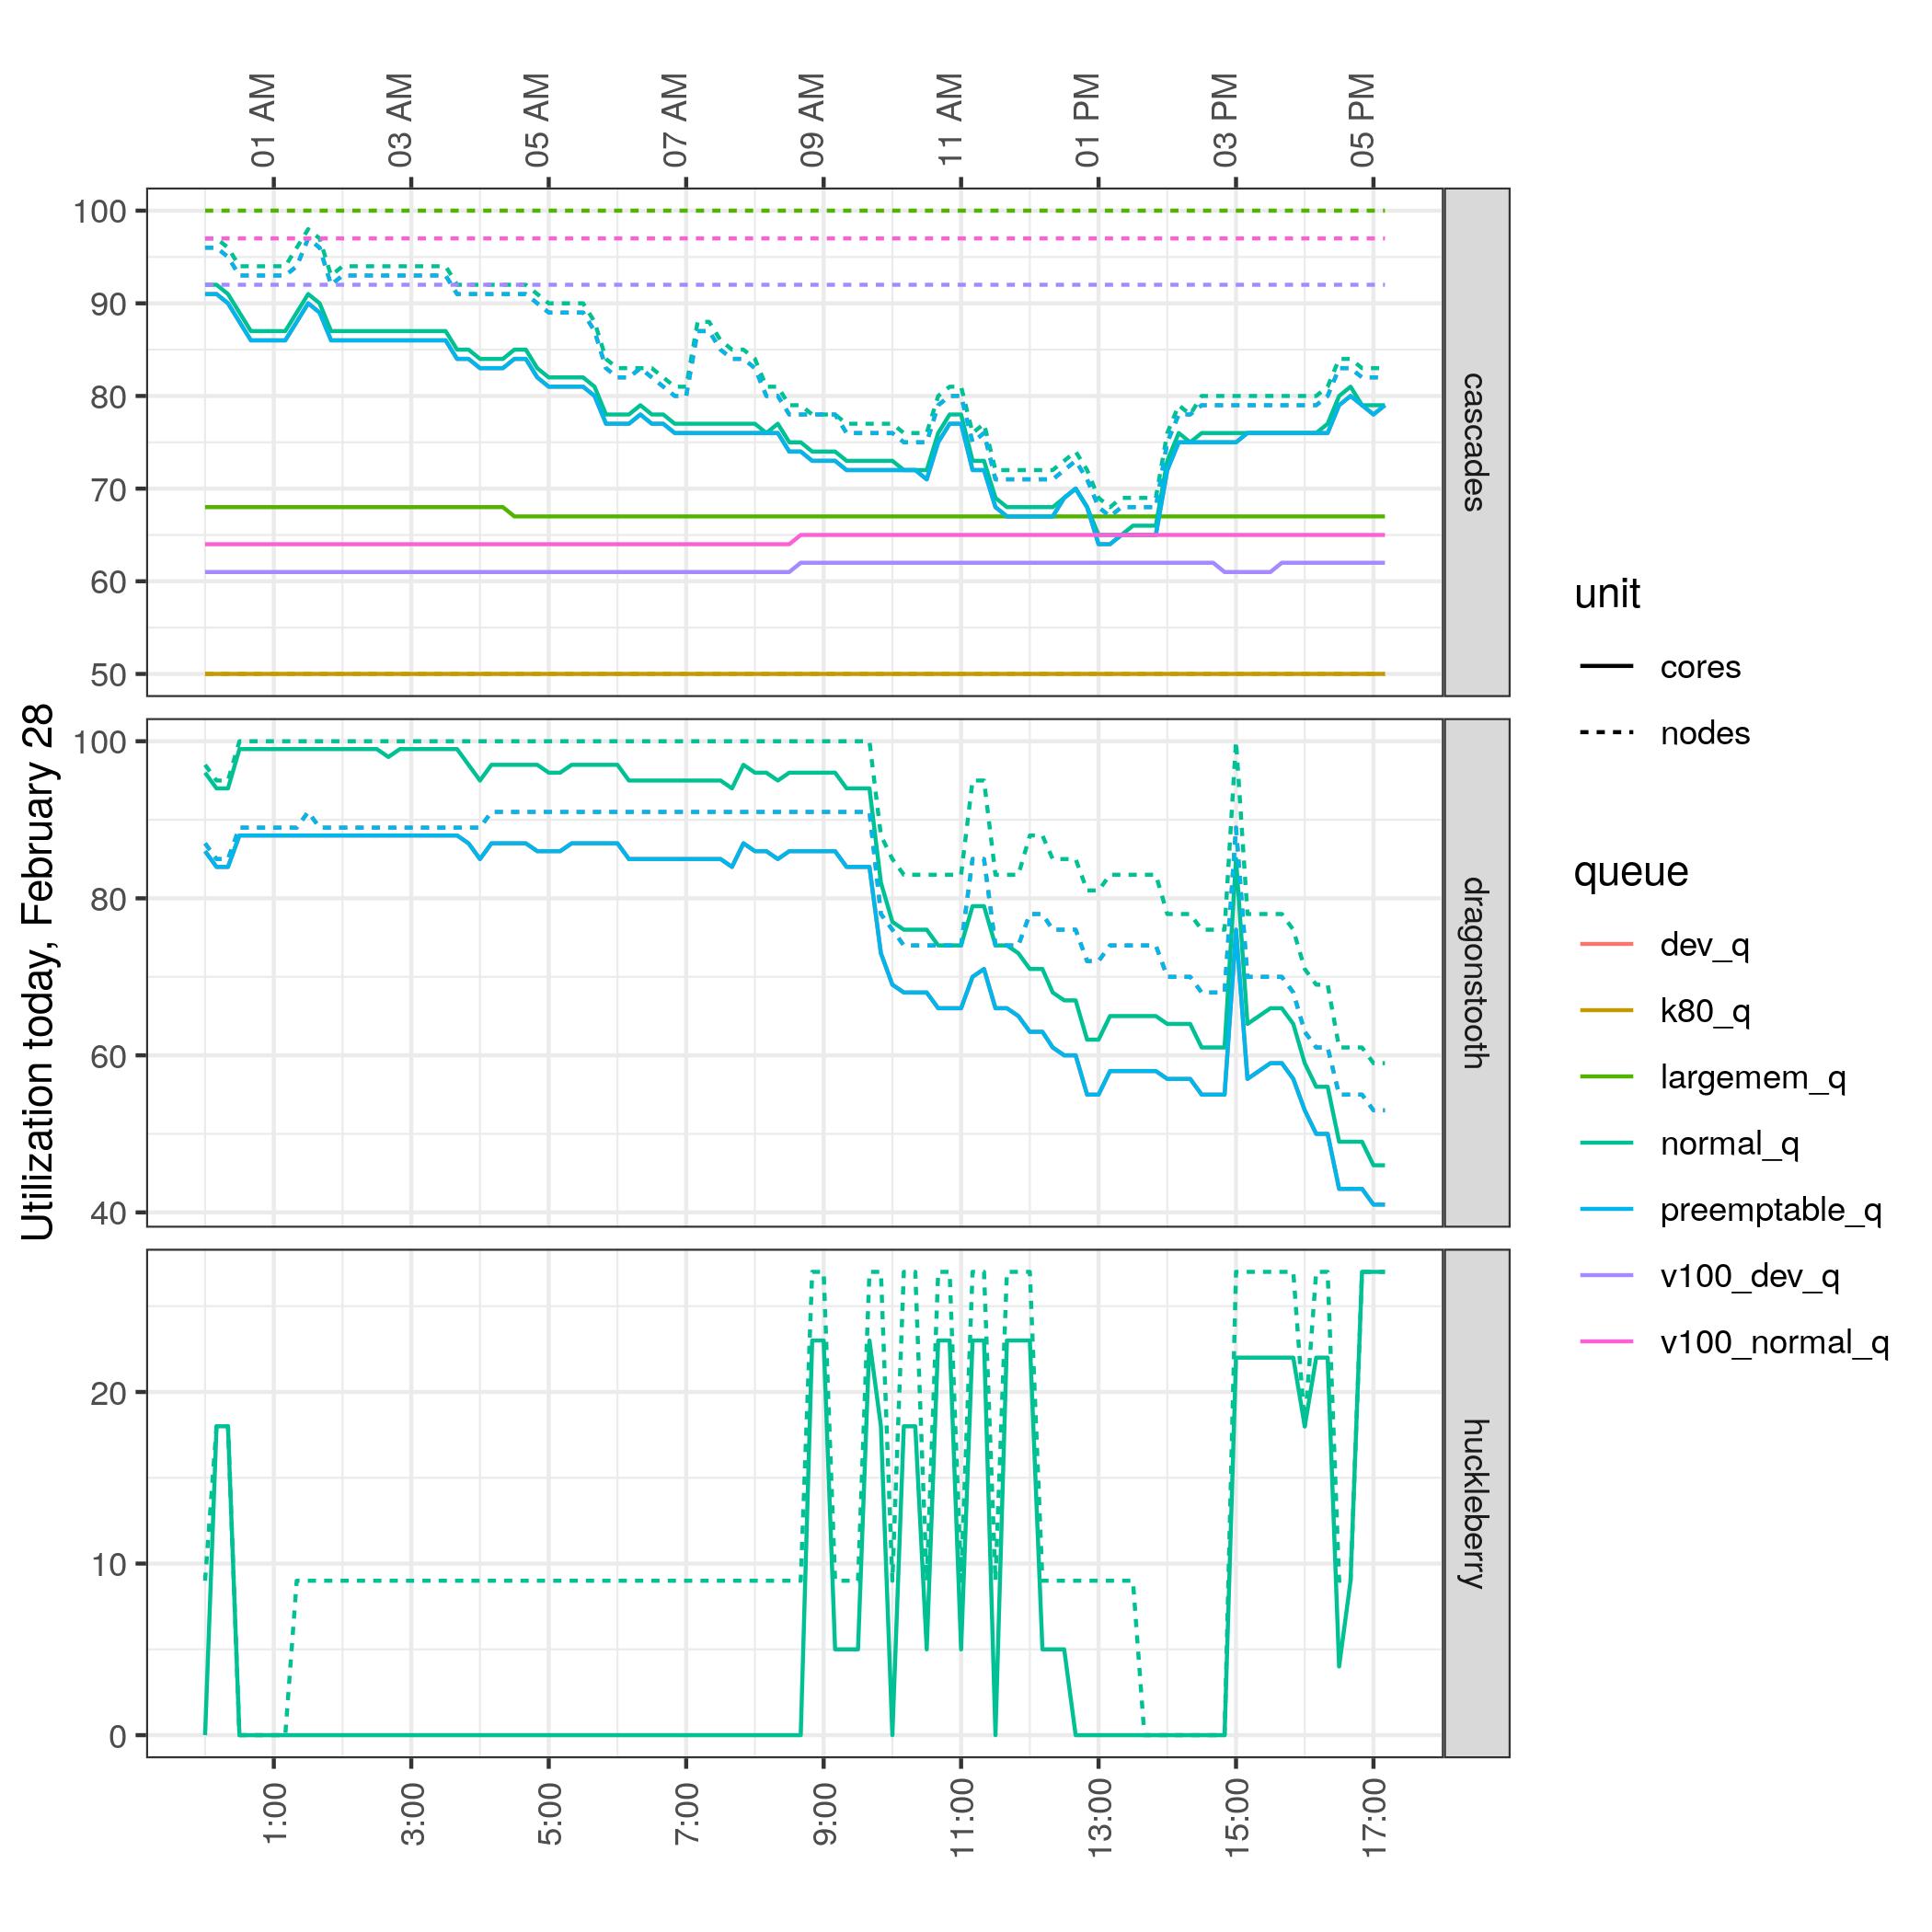 01 AM
03 AM
05 AM
07 AM
09 AM
11 AM
01 PM
03 PM
05 PM
Utilization today, February 28
100
90
80
70
60
50
cascades
100
80
60
40
dragonstooth
20
10
0
huckleberry
1:00
3:00
5:00
7:00
9:00
11:00
13:00
15:00
17:00
unit
cores
nodes
queue
dev_q
k80_q
largemem_q
normal_q
preemptable_q
v100_dev_q
v100_normal_q